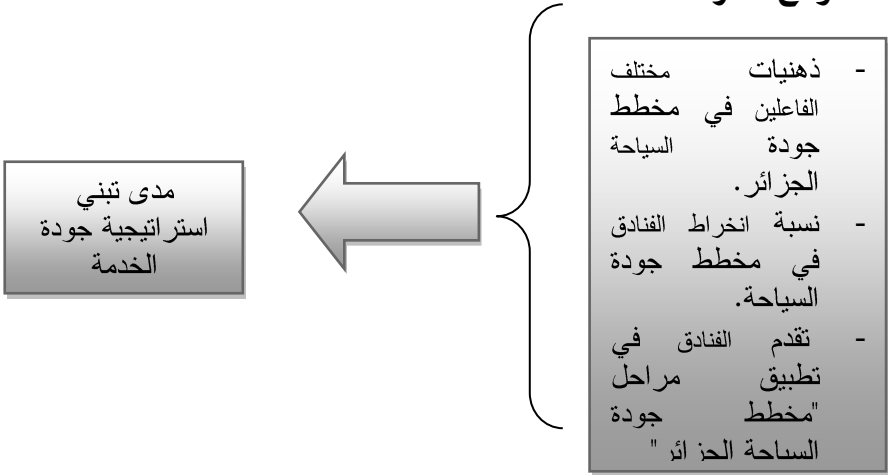 - ذهنيات مختلف
الفاعلين في مخطط
جودة السياحة
الجزائر.
- نسبة انخراط الفنادق
في مخطط جودة
السياحة.
- تقدم الفنادق في
تطبيق مراحل
"مخطط جودة
السياحة الجزائر"
مدى تبني
استراتيجية جودة
الخدمة